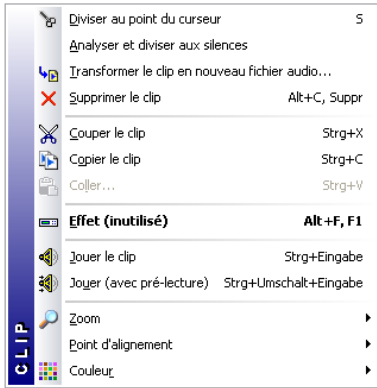 Diviser au point du curseur S
Analyser et diviser aux silences
Transformer le clip en nouveau fichier audio...
Supprimer le clip Alt+C, Suppr
Couper le clip Strg+X
Copier le clip Strg+C
Coller... Strg+V
Effet (inutilisé) Alt+F, F1
Jouer le clip Strg+Eingabe
Jouer (avec pré-lecture) Strg+Umschalt+Eingabe
Zoom
Point d'alignement
Couleur
CLIP